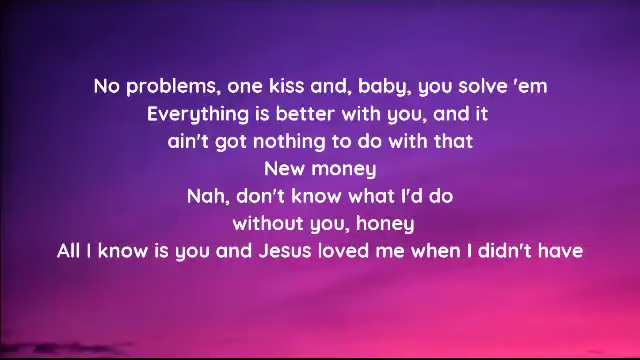 No problems, one kiss and, baby, you solve 'em
Everything is better with you, and it
ain't got nothing to do with that
New money
Nah, don't know what I'd do
without you, honey
All I know is you and Jesus loved me when I didn't have